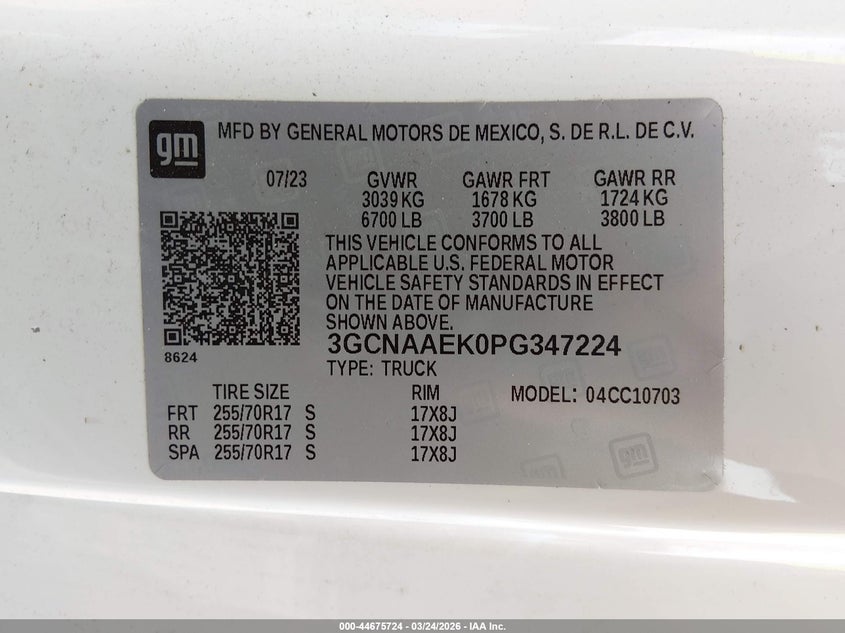 gm MFD BY GENERAL MOTORS DE MEXICO, S. DE R.L. DE C.V.
07/23 GVWR GAWR FRT GAWR RR
3039 KG 1678 KG 1724 KG
6700 LB 3700 LB 3800 LB
THIS VEHICLE CONFORMS TO ALL
APPLICABLE U.S. FEDERAL MOTOR
VEHICLE SAFETY STANDARDS IN EFFECT
ON THE DATE OF MANUFACTURE
SHOWN ABOVE.
8624
3GCNAAEK0PG347224
TYPE: TRUCK
TIRE SIZE RIM MODEL: 04CC10703
FRT 255/70R17 S 17X8J
RR 255/70R17 S 17X8J
SPA 255/70R17 S 17X8J
gm
000-44675724 | 03/24/2026 | IAA Inc.